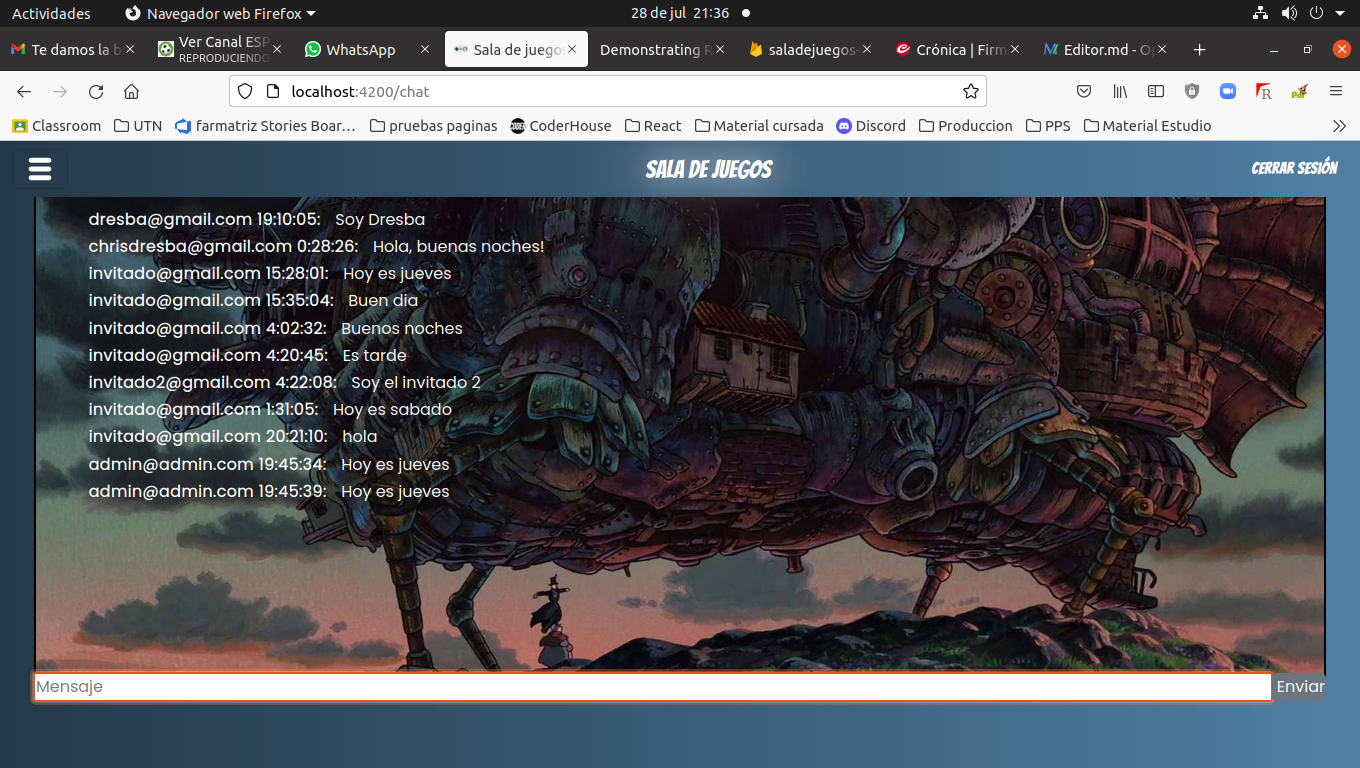 Actividades Navegador web Firefox 28 de jul 21:36
Te damos la b Ver Canal ESP WhatsApp Sala de juego Demonstrating R saladejuegos- Crónica | Firm Editor.md - Op
REPRODUCIENDO
localhost:4200/chat
Classroom UTN farmatriz Stories Boar… pruebas paginas CoderHouse React Material cursada Discord Produccion PPS Material Estudio
SALA DE JUEGOS CERRAR SESIÓN
dresba@gmail.com 19:10:05: Soy Dresba
chrisdresba@gmail.com 0:28:26: Hola, buenas noches!
invitado@gmail.com 15:28:01: Hoy es jueves
invitado@gmail.com 15:35:04: Buen dia
invitado@gmail.com 4:02:32: Buenos noches
invitado@gmail.com 4:20:45: Es tarde
invitado2@gmail.com 4:22:08: Soy el invitado 2
invitado@gmail.com 1:31:05: Hoy es sabado
invitado@gmail.com 20:21:10: hola
admin@admin.com 19:45:34: Hoy es jueves
admin@admin.com 19:45:39: Hoy es jueves
Mensaje Enviar